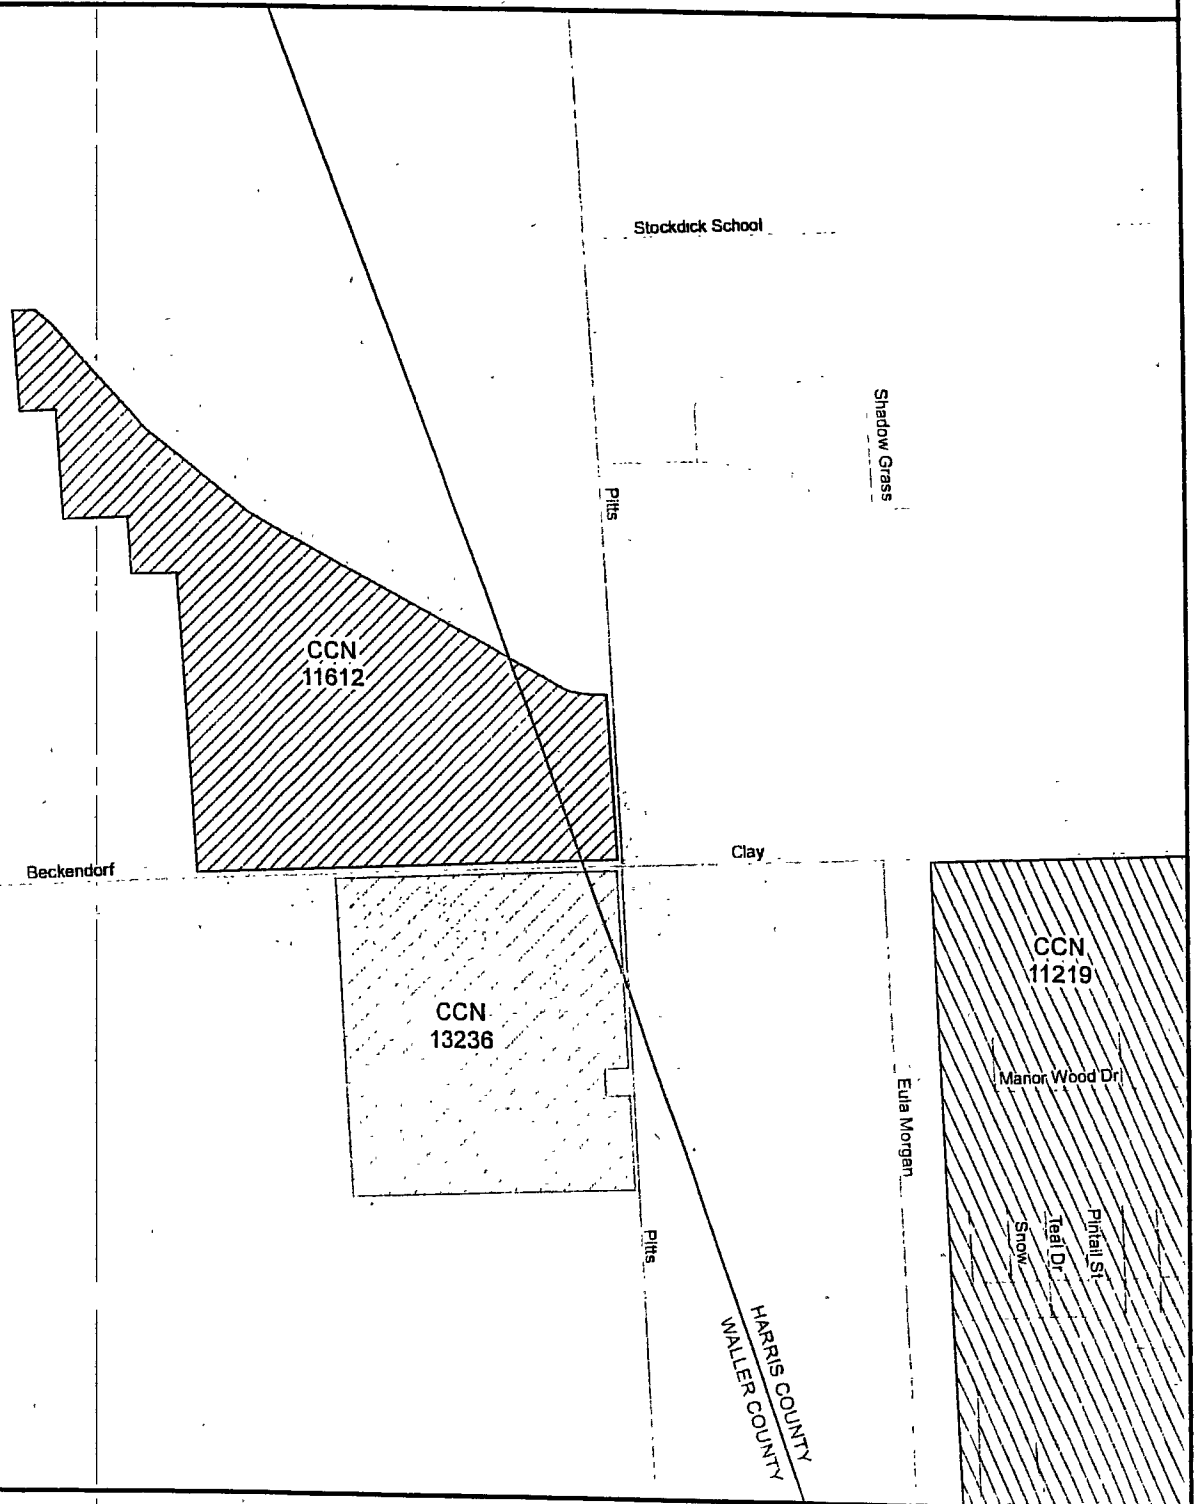 Stockdick School
Shadow Grass
Pitts
CCN
11612
Clay
Beckendorf
CCN
11219
CCN
13236
Manor Wood Dr
Eula Morgan
Pintail St
Teal Dr
Snow
Pitts
HARRIS COUNTY
WALLER COUNTY